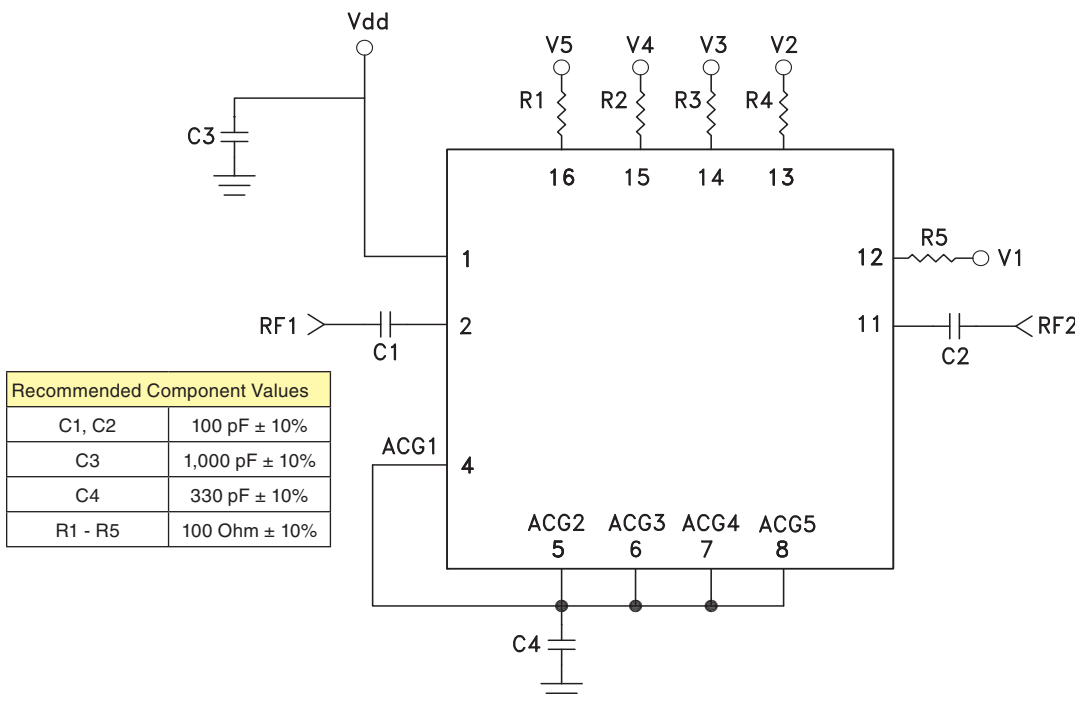 Vdd
V5 V4 V3 V2
R1 R2 R3 R4
C3
16 15 14 13
1
12 R5 V1
RF1 2
C1
11 RF2
C2
Recommended Component Values
C1, C2 100 pF ± 10%
C3 1,000 pF ± 10%
C4 330 pF ± 10%
R1 - R5 100 Ohm ± 10%
ACG1 4
ACG2 ACG3 ACG4 ACG5
5 6 7 8
C4